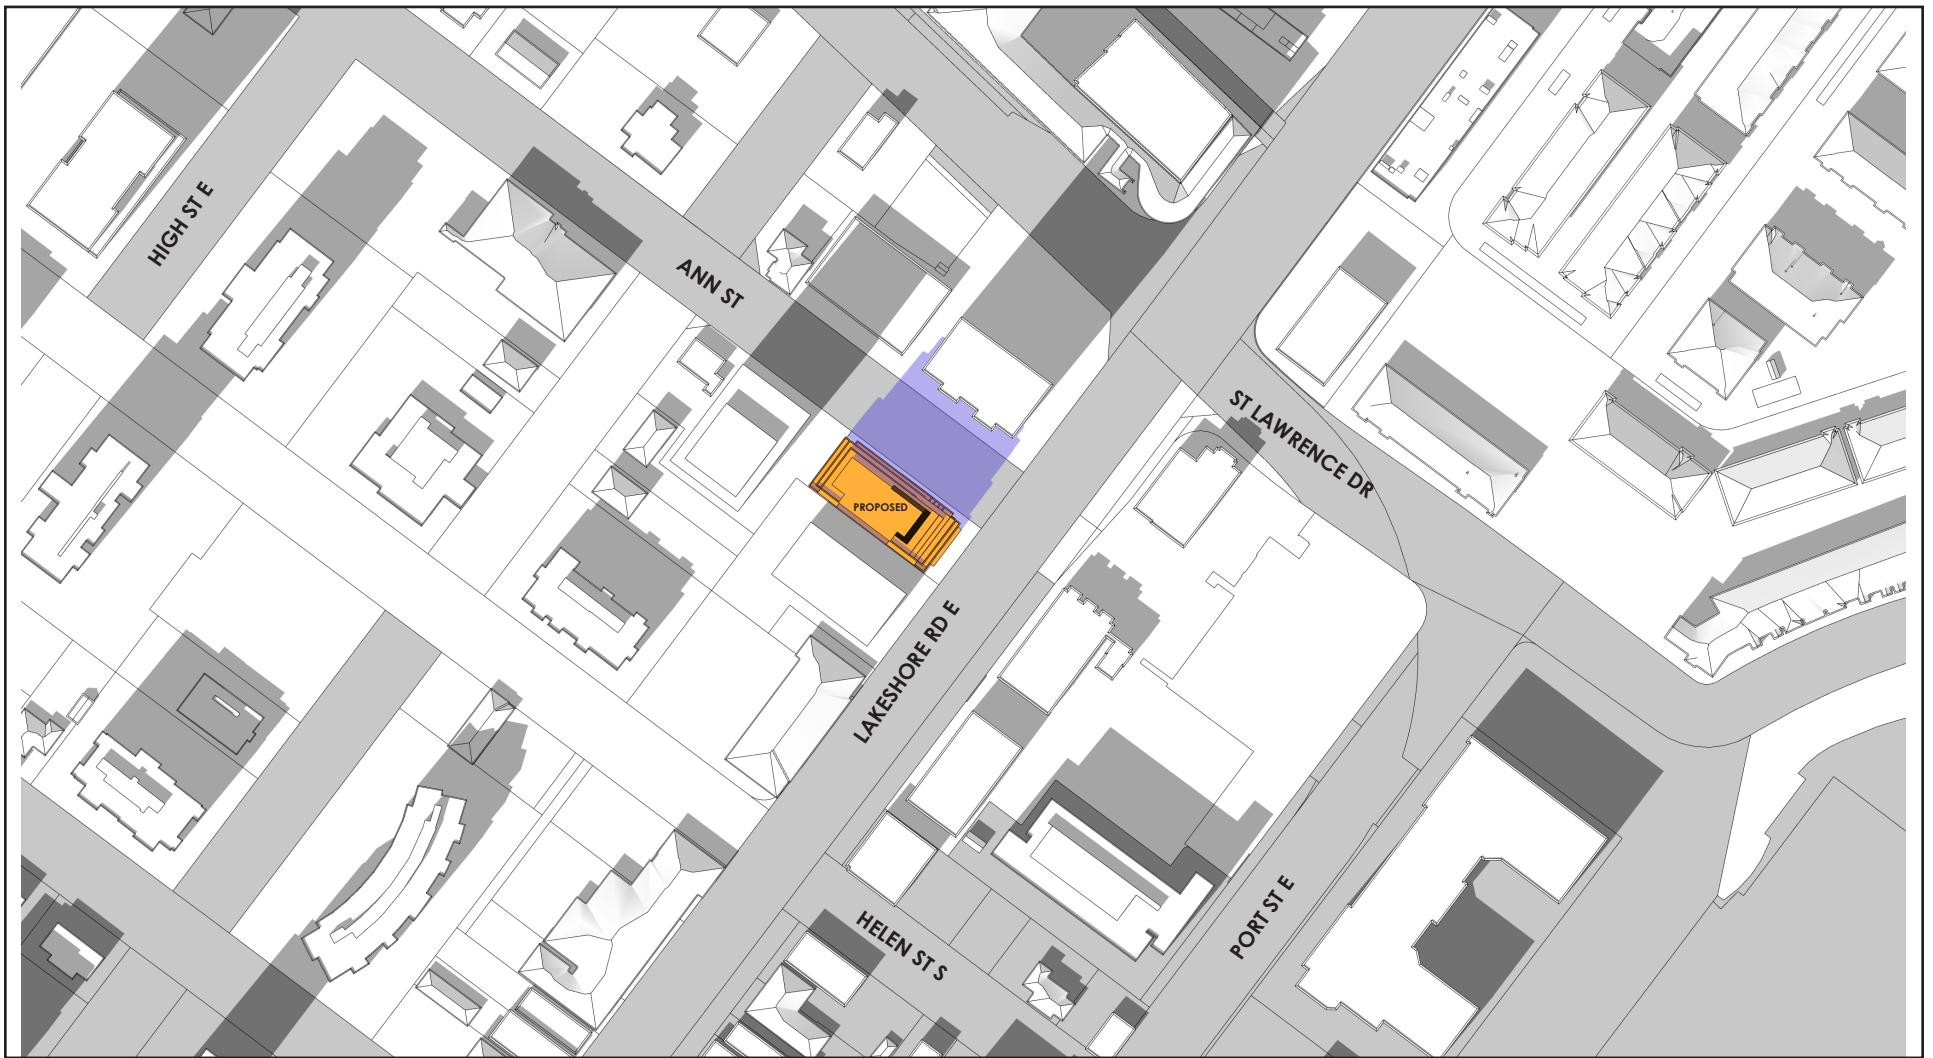 HIGH ST E
ANN ST
ST LAWRENCE DR
PROPOSED
LAKESHORE RD E
HELEN ST S
PORT ST E